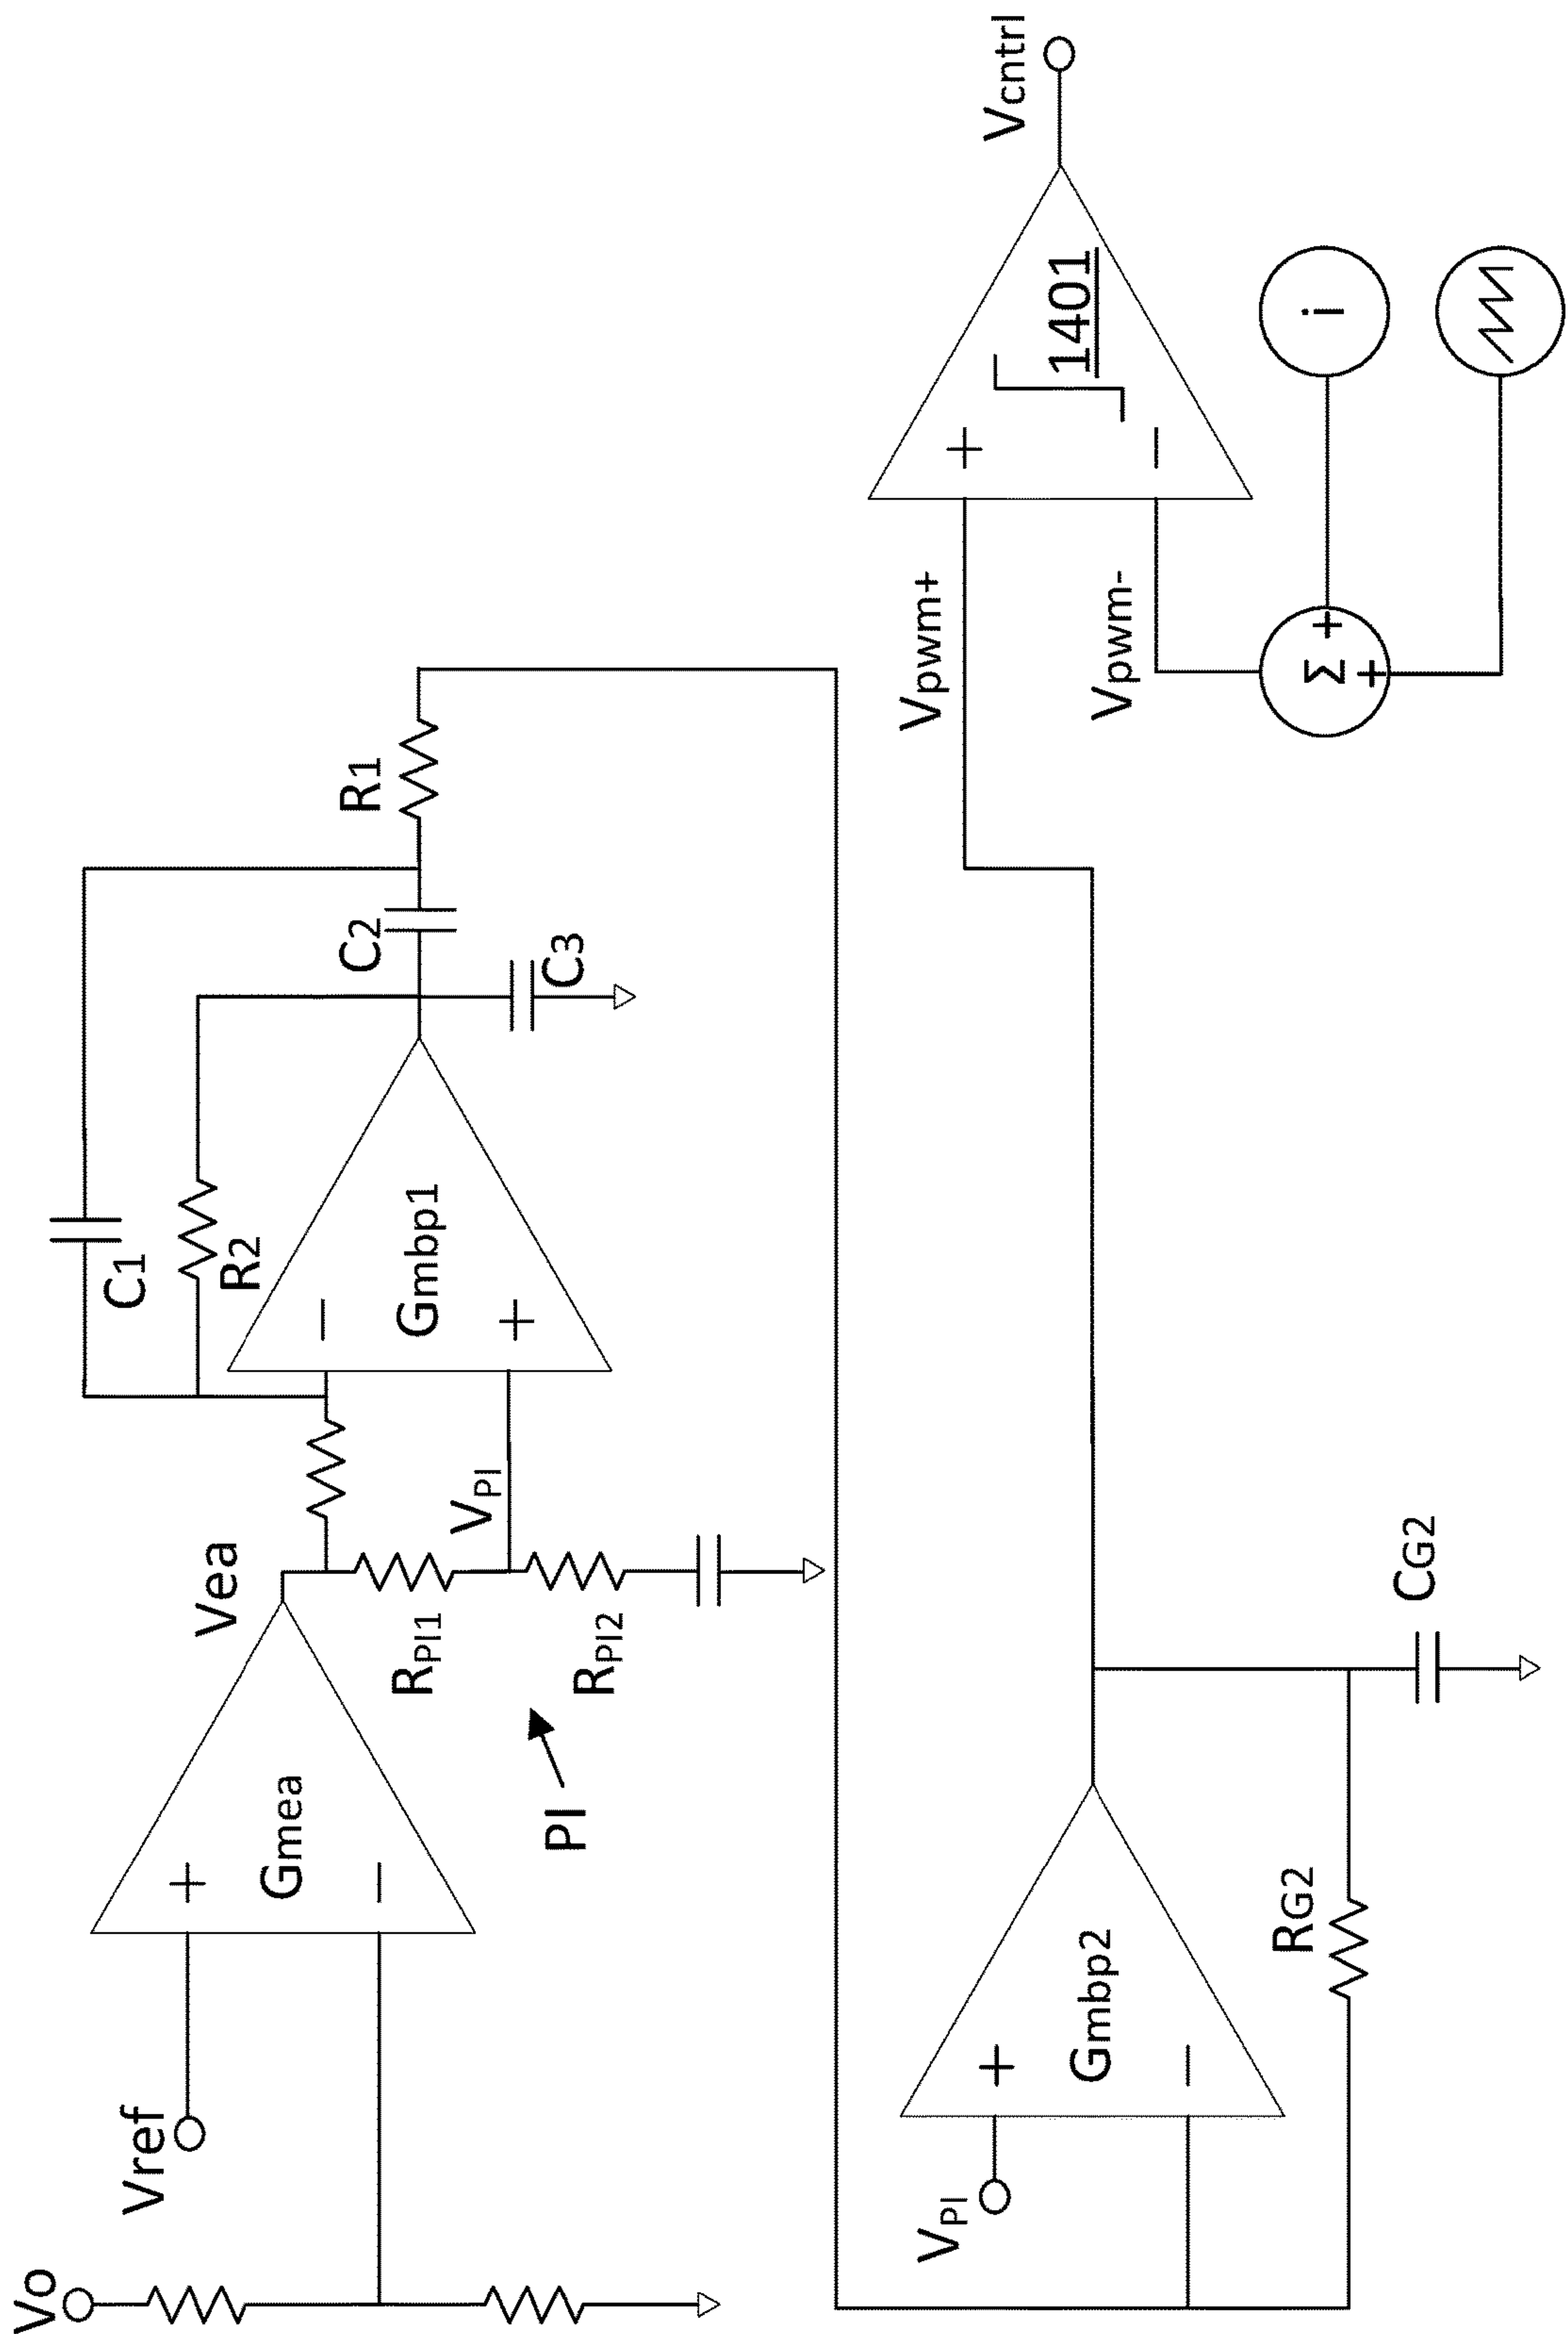 Vo
Vref
+
Gmea
−
Vea
PI
RPI1
RPI2
VPI
−
Gmbp1
+
C1
R2
C2
C3
R1
VPI
+
Gmbp2
−
RG2
CG2
Vpwm+
Vpwm-
+
−
1401
Vcntrl
Σ
+
+
i